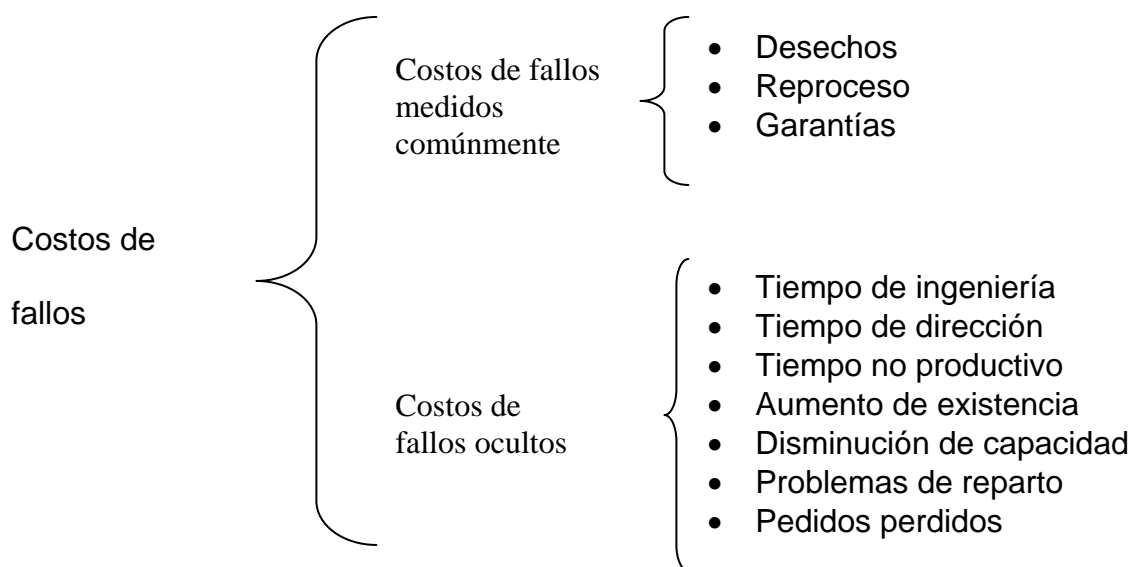 Costos de
fallos
Costos de fallos
medidos
comúnmente
• Desechos
• Reproceso
• Garantías
Costos de
fallos ocultos
• Tiempo de ingeniería
• Tiempo de dirección
• Tiempo no productivo
• Aumento de existencia
• Disminución de capacidad
• Problemas de reparto
• Pedidos perdidos